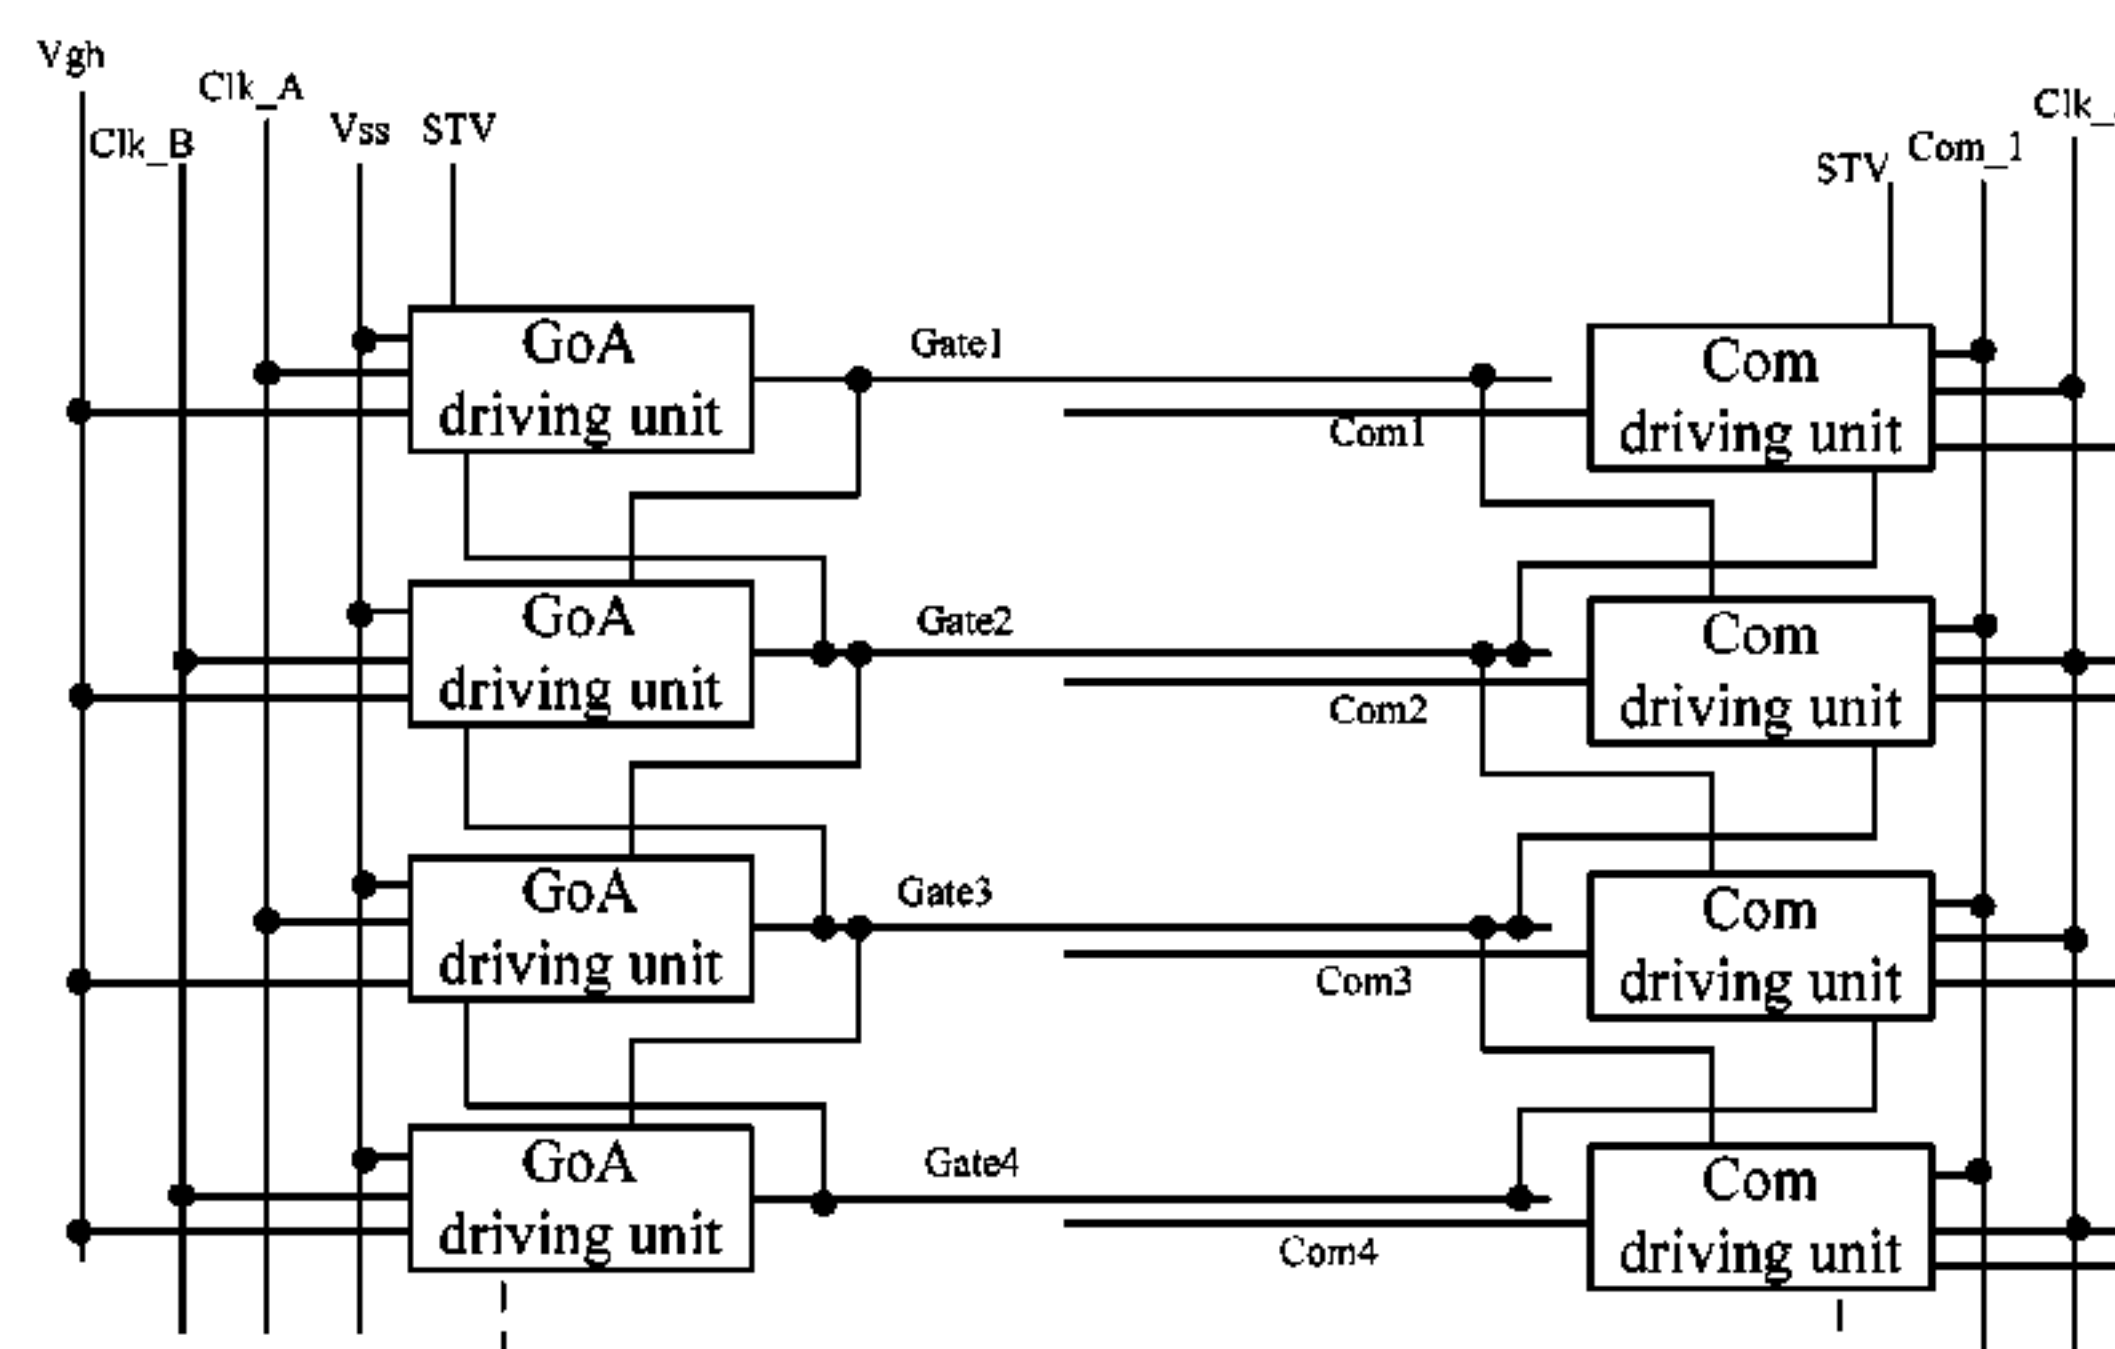 Vgh
Clk_A
Clk_B
Vss
STV
Clk_
STV
Com_1
GoA
driving unit
Gate1
Com
driving unit
Com1
GoA
driving unit
Gate2
Com
driving unit
Com2
GoA
driving unit
Gate3
Com
driving unit
Com3
GoA
driving unit
Gate4
Com
driving unit
Com4